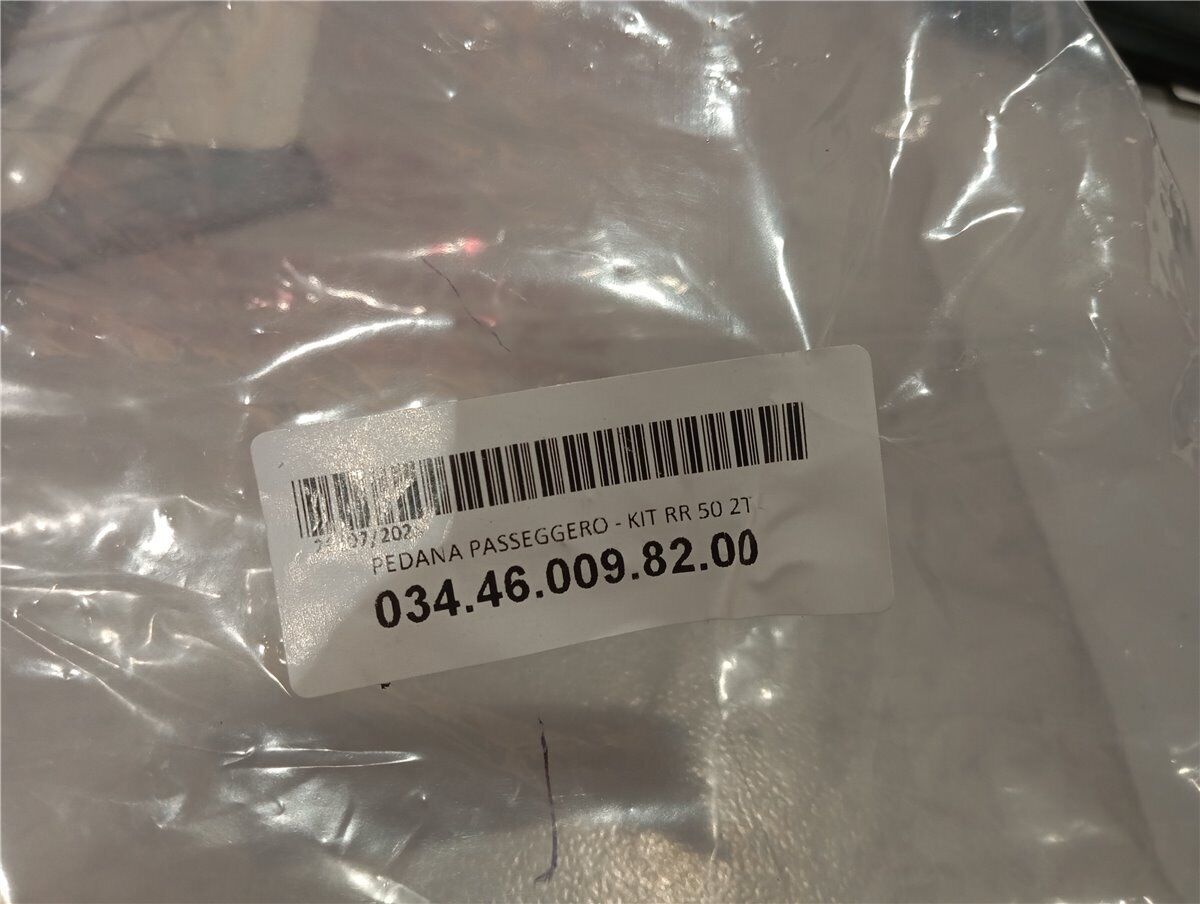 PEDANA PASSEGGERO - KIT RR 50 2T
034.46.009.82.00